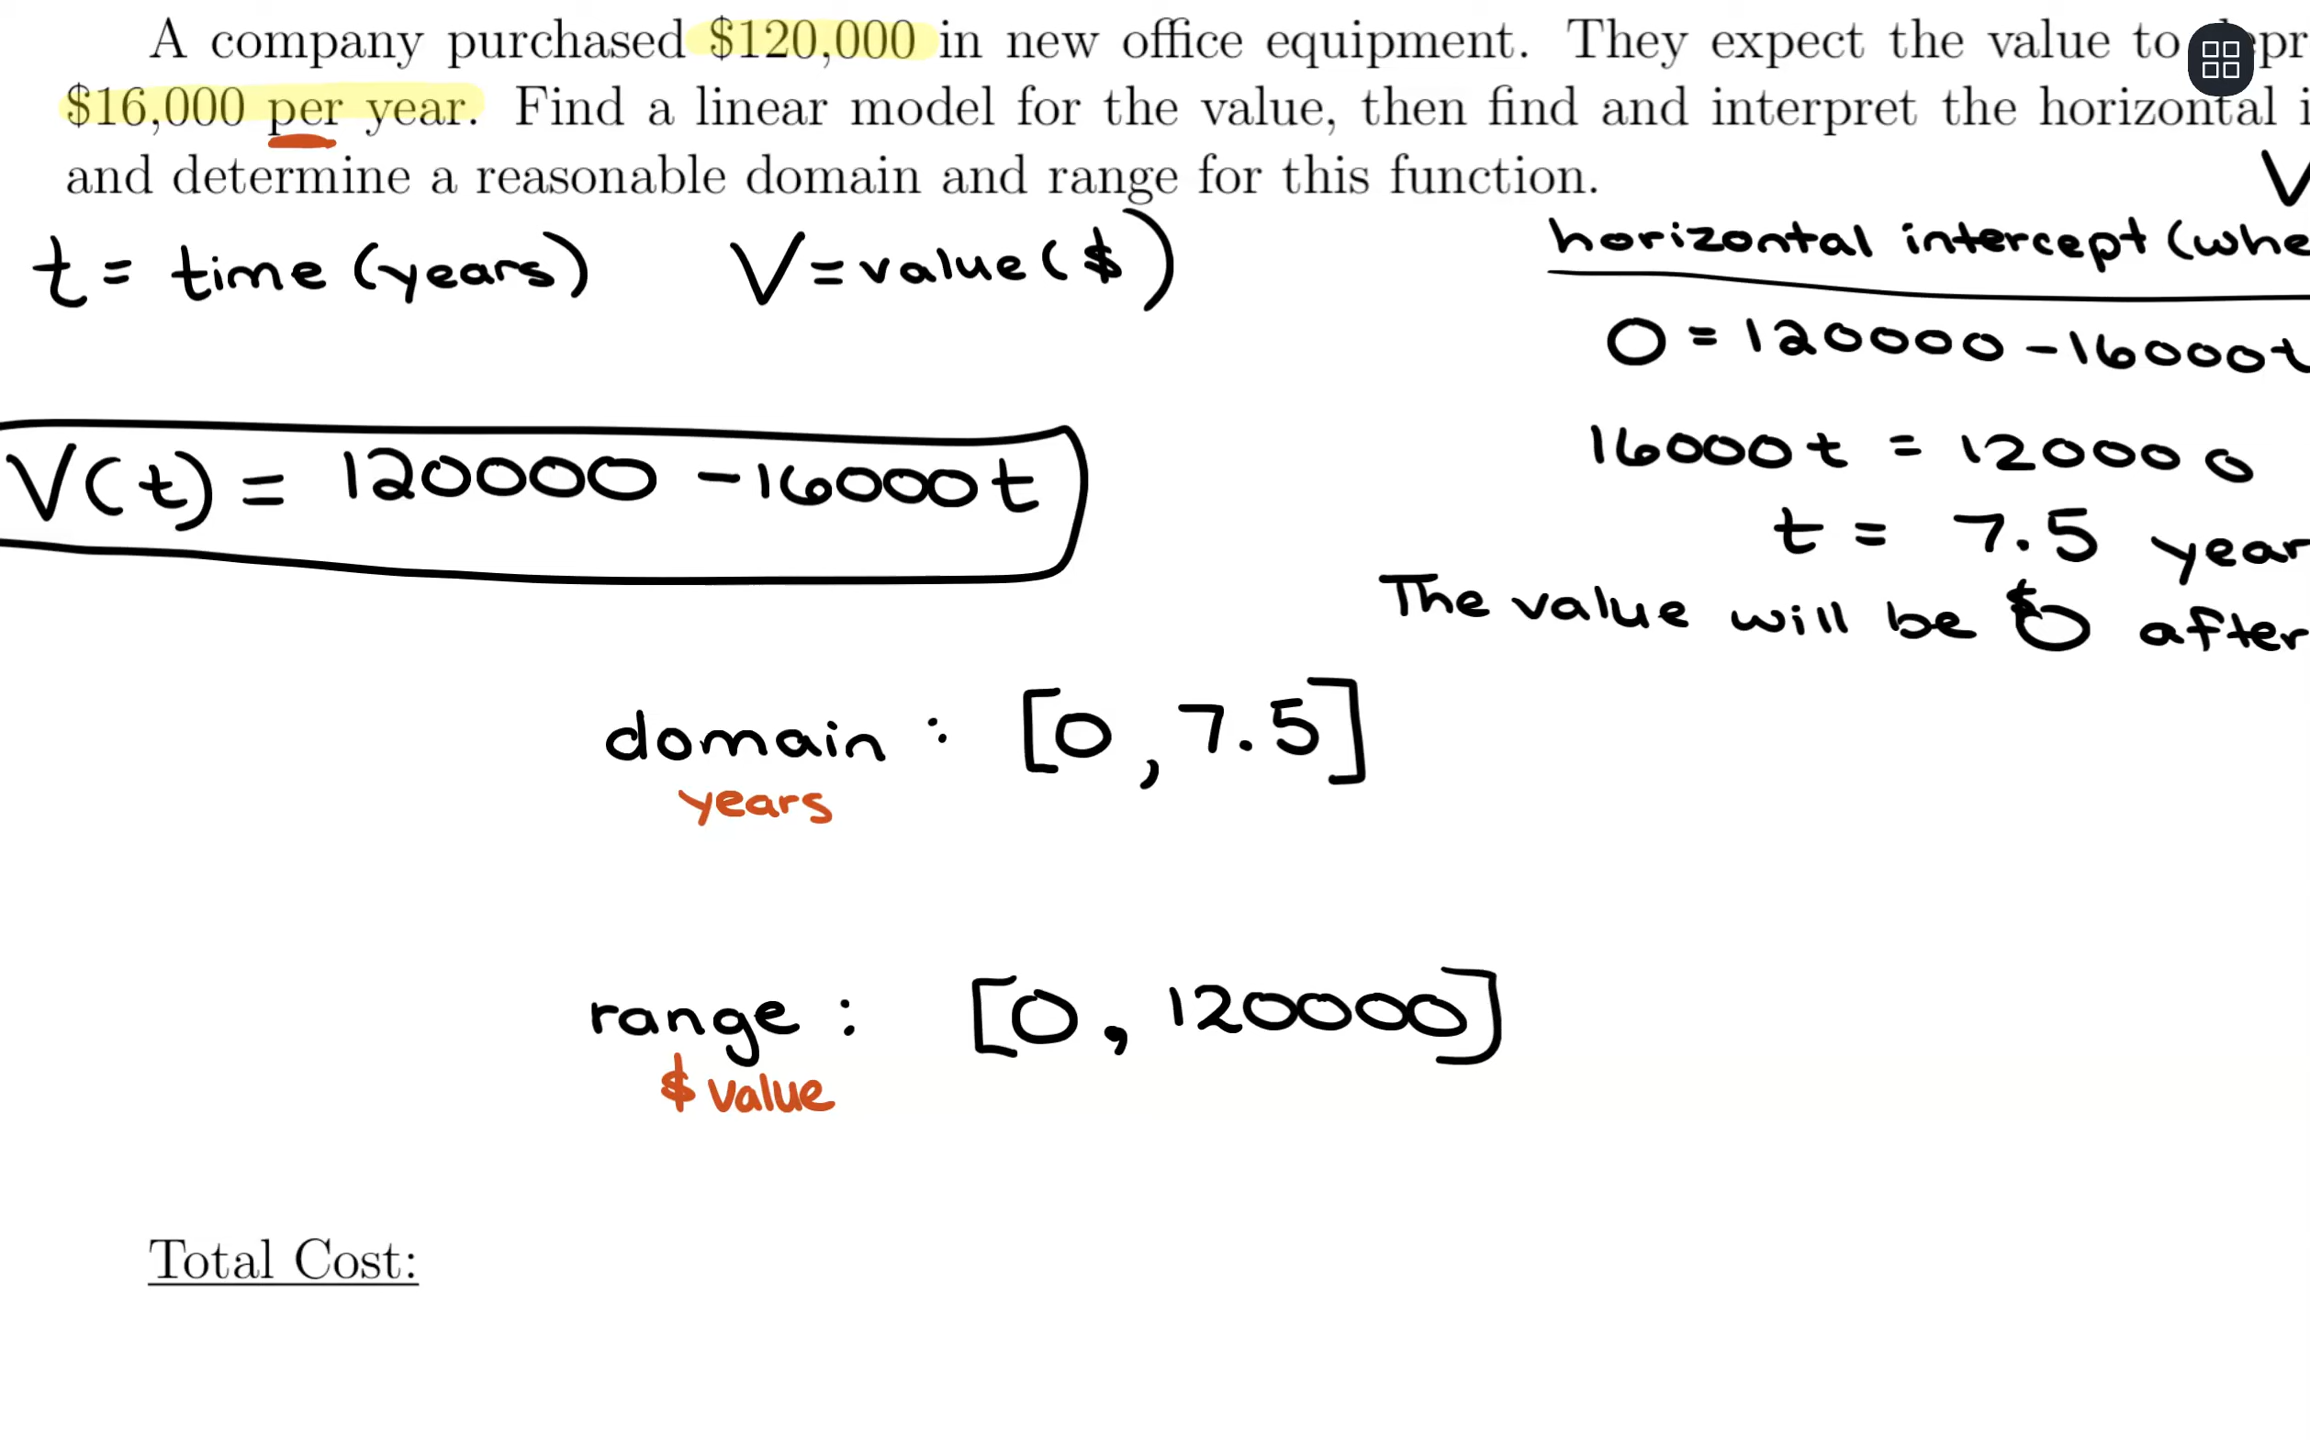 A company purchased $120,000 in new office equipment. They expect the value to
$16,000 per year. Find a linear model for the value, then find and interpret the horizontal i
and determine a reasonable domain and range for this function.
V
t = time (years) V = value ($)
horizontal intercept (whe
0 = 120000 - 16000t
V(t) = 120000 - 16000t
16000t = 120000
t = 7.5 year
The value will be $0 after
domain : [0, 7.5]
years
range : [0, 120000]
$ value
Total Cost: